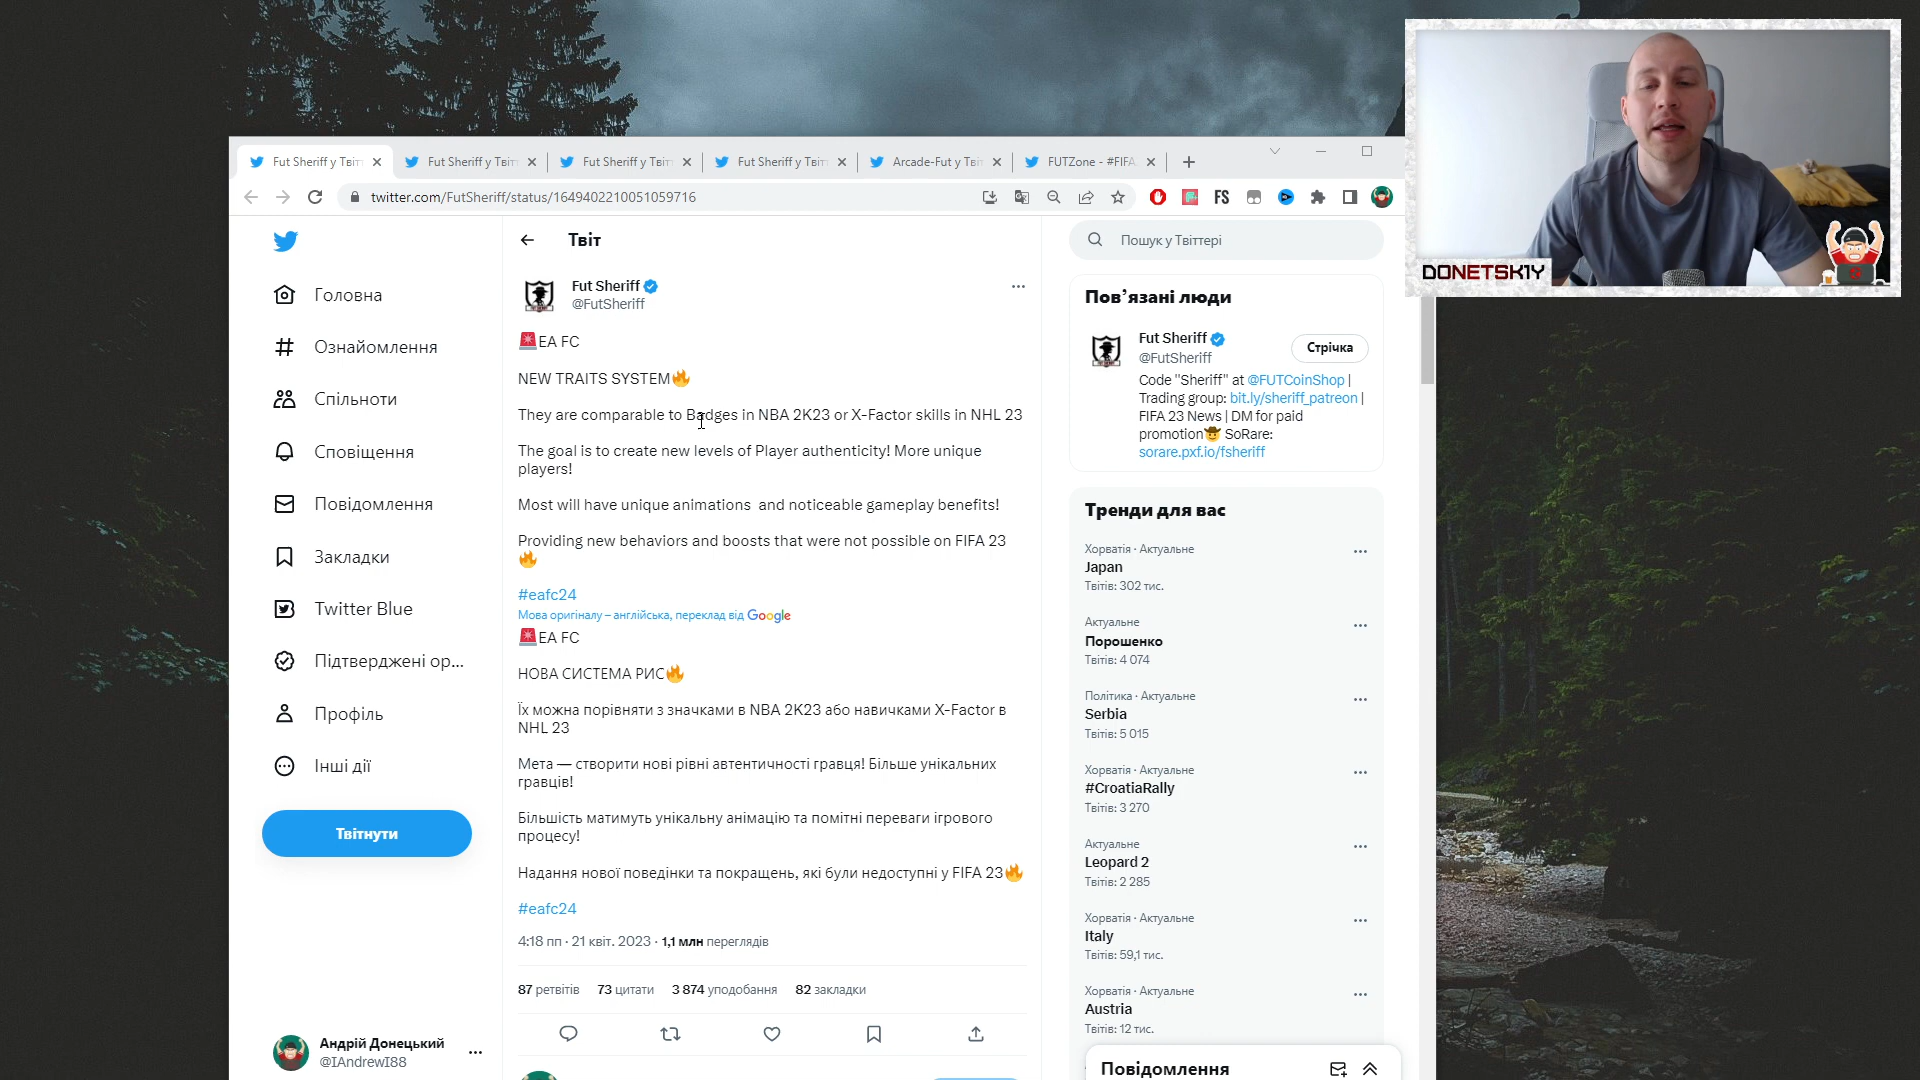 Fut Sheriff у Твіт
Fut Sheriff у Твіт
Fut Sheriff у Твіт
Fut Sheriff у Твіт
Arcade-Fut у Твіт
FUTZone - #FIFA
twitter.com/FutSheriff/status/1649402210051059716
FS
DONETSK1Y
Головна
Ознайомлення
Спільноти
Сповіщення
Повідомлення
Закладки
Twitter Blue
Підтверджені ор...
Профіль
Інші дії
Твітнути
Андрій Донецький
@IAndrewI88
Твіт
Fut Sheriff
@FutSheriff
EA FC
NEW TRAITS SYSTEM🔥
They are comparable to Badges in NBA 2K23 or X-Factor skills in NHL 23
The goal is to create new levels of Player authenticity! More unique
players!
Most will have unique animations and noticeable gameplay benefits!
Providing new behaviors and boosts that were not possible on FIFA 23
🔥
#eafc24
Мова оригіналу – англійська, переклад від Google
🚨EA FC
НОВА СИСТЕМА РИС🔥
Їх можна порівняти з значками в NBA 2K23 або навичками X-Factor в
NHL 23
Мета — створити нові рівні автентичності гравця! Більше унікальних
гравців!
Більшість матимуть унікальну анімацію та помітні переваги ігрового
процесу!
Надання нової поведінки та покращень, які були недоступні у FIFA 23🔥
#eafc24
4:18 пп · 21 квіт. 2023 · 1,1 млн переглядів
87 ретвітів 73 цитати 3 874 уподобання 82 закладки
Пошук у Твіттері
Пов’язані люди
Fut Sheriff
@FutSheriff
Стрічка
Code "Sheriff" at @FUTCoinShop |
Trading group: bit.ly/sheriff_patreon |
FIFA 23 News | DM for paid
promotion🤠 SoRare:
sorare.pxf.io/fsheriff
Тренди для вас
Хорватія · Актуальне
Japan
Твітів: 302 тис.
Актуальне
Порошенко
Твітів: 4 074
Політика · Актуальне
Serbia
Твітів: 5 015
Хорватія · Актуальне
#CroatiaRally
Твітів: 3 270
Актуальне
Leopard 2
Твітів: 2 285
Хорватія · Актуальне
Italy
Твітів: 59,1 тис.
Хорватія · Актуальне
Austria
Твітів: 12 тис.
Повідомлення